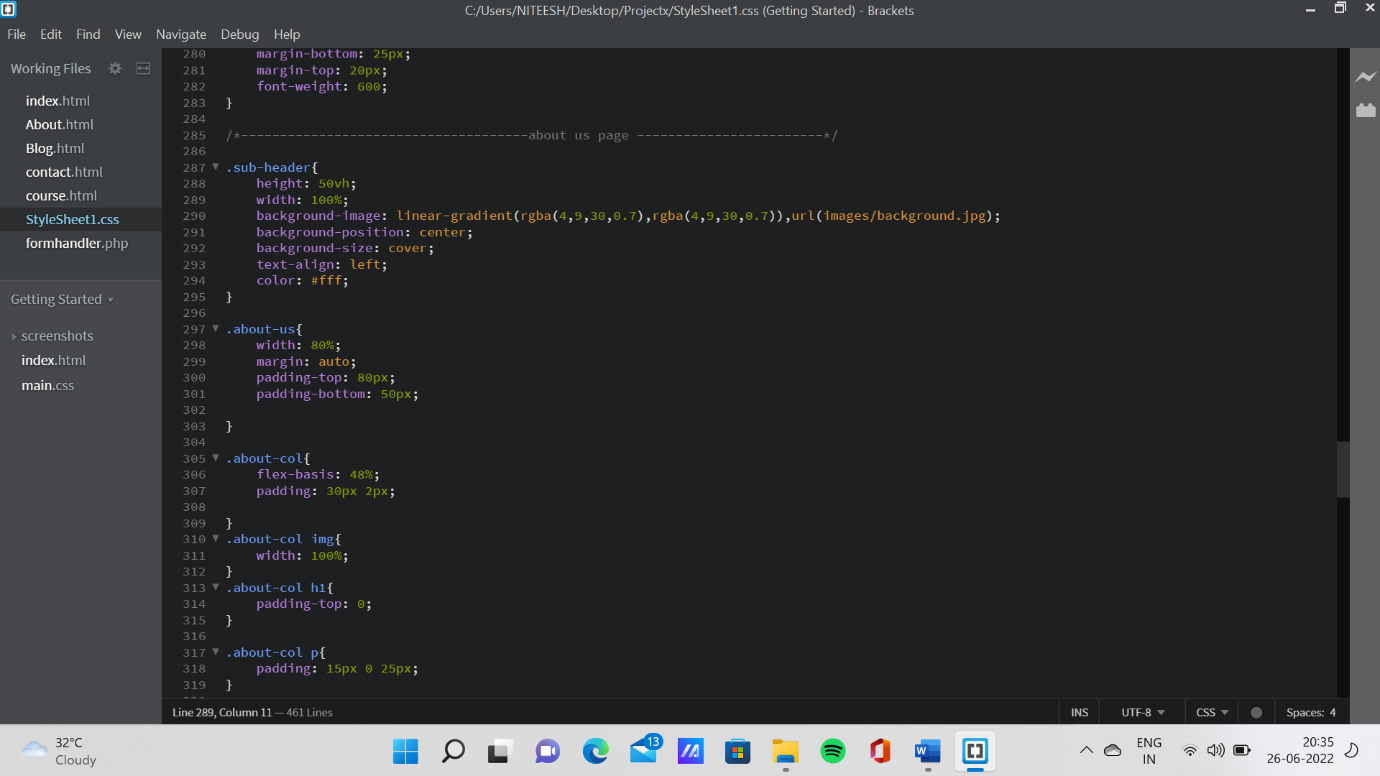 C:/Users/NITEESH/Desktop/Projectx/StyleSheet1.css (Getting Started) - Brackets
File Edit Find View Navigate Debug Help
Working Files
index.html
About.html
Blog.html
contact.html
course.html
StyleSheet1.css
formhandler.php
Getting Started
screenshots
index.html
main.css
280 margin-bottom: 25px;
281 margin-top: 20px;
282 font-weight: 600;
283 }
284
285 /*-------------------------------------about us page ------------------------*/
286
287 .sub-header{
288 height: 50vh;
289 width: 100%;
290 background-image: linear-gradient(rgba(4,9,30,0.7),rgba(4,9,30,0.7)),url(images/background.jpg);
291 background-position: center;
292 background-size: cover;
293 text-align: left;
294 color: #fff;
295 }
296
297 .about-us{
298 width: 80%;
299 margin: auto;
300 padding-top: 80px;
301 padding-bottom: 50px;
302
303 }
304
305 .about-col{
306 flex-basis: 48%;
307 padding: 30px 2px;
308
309 }
310 .about-col img{
311 width: 100%;
312 }
313 .about-col h1{
314 padding-top: 0;
315 }
316
317 .about-col p{
318 padding: 15px 0 25px;
319 }
Line 289, Column 11 — 461 Lines
INS UTF-8 CSS Spaces: 4
32°C
Cloudy
13
ENG
IN
20:35
26-06-2022